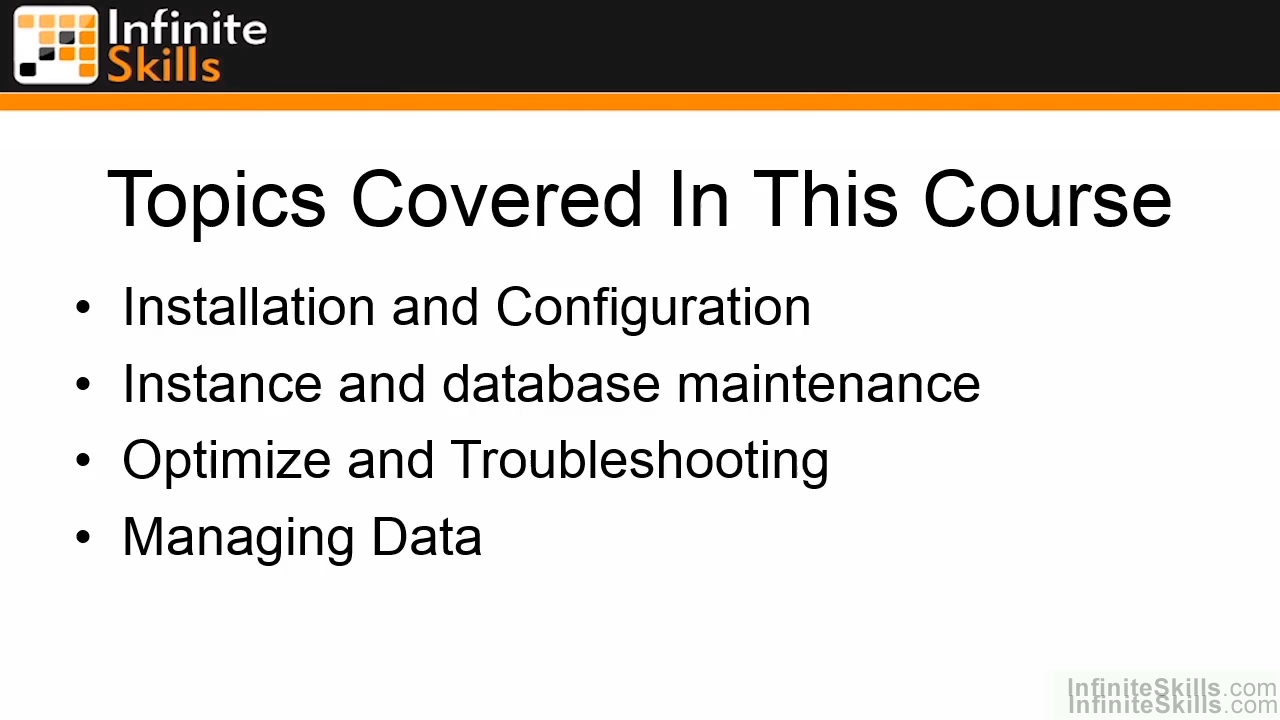 Infinite
Skills
Topics Covered In This Course
• Installation and Configuration
• Instance and database maintenance
• Optimize and Troubleshooting
• Managing Data
InfiniteSkills.com
InfiniteSkills.com